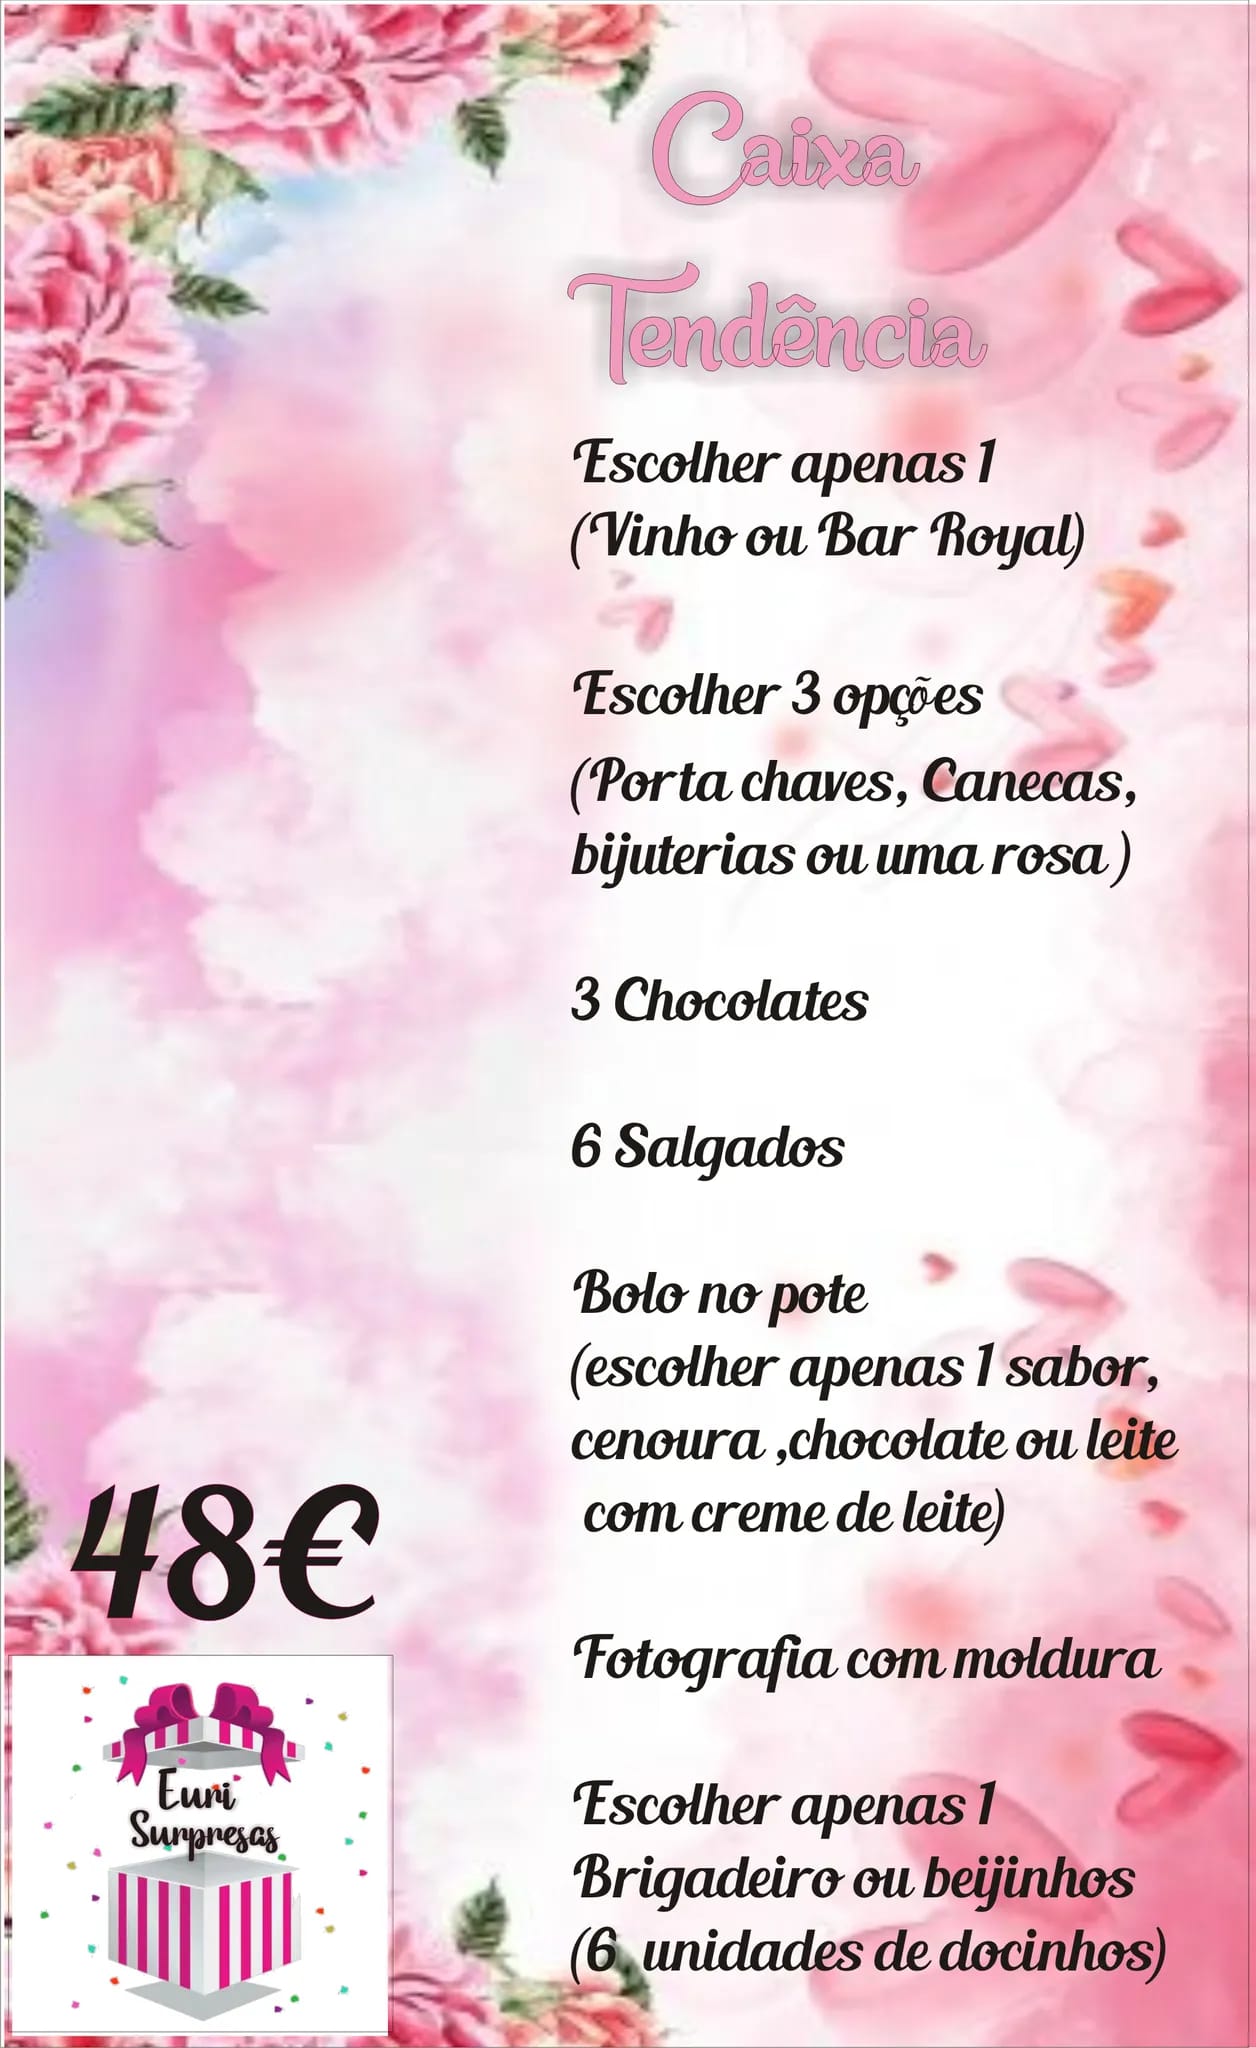 Caixa
Tendência
Escolher apenas 1
(Vinho ou Bar Royal)
Escolher 3 opções
(Porta chaves, Canecas,
bijuterias ou uma rosa )
3 Chocolates
6 Salgados
Bolo no pote
(escolher apenas 1 sabor,
cenoura ,chocolate ou leite
com creme de leite)
Fotografia com moldura
Escolher apenas 1
Brigadeiro ou beijinhos
(6 unidades de docinhos)
48€
Euri
Surpresas